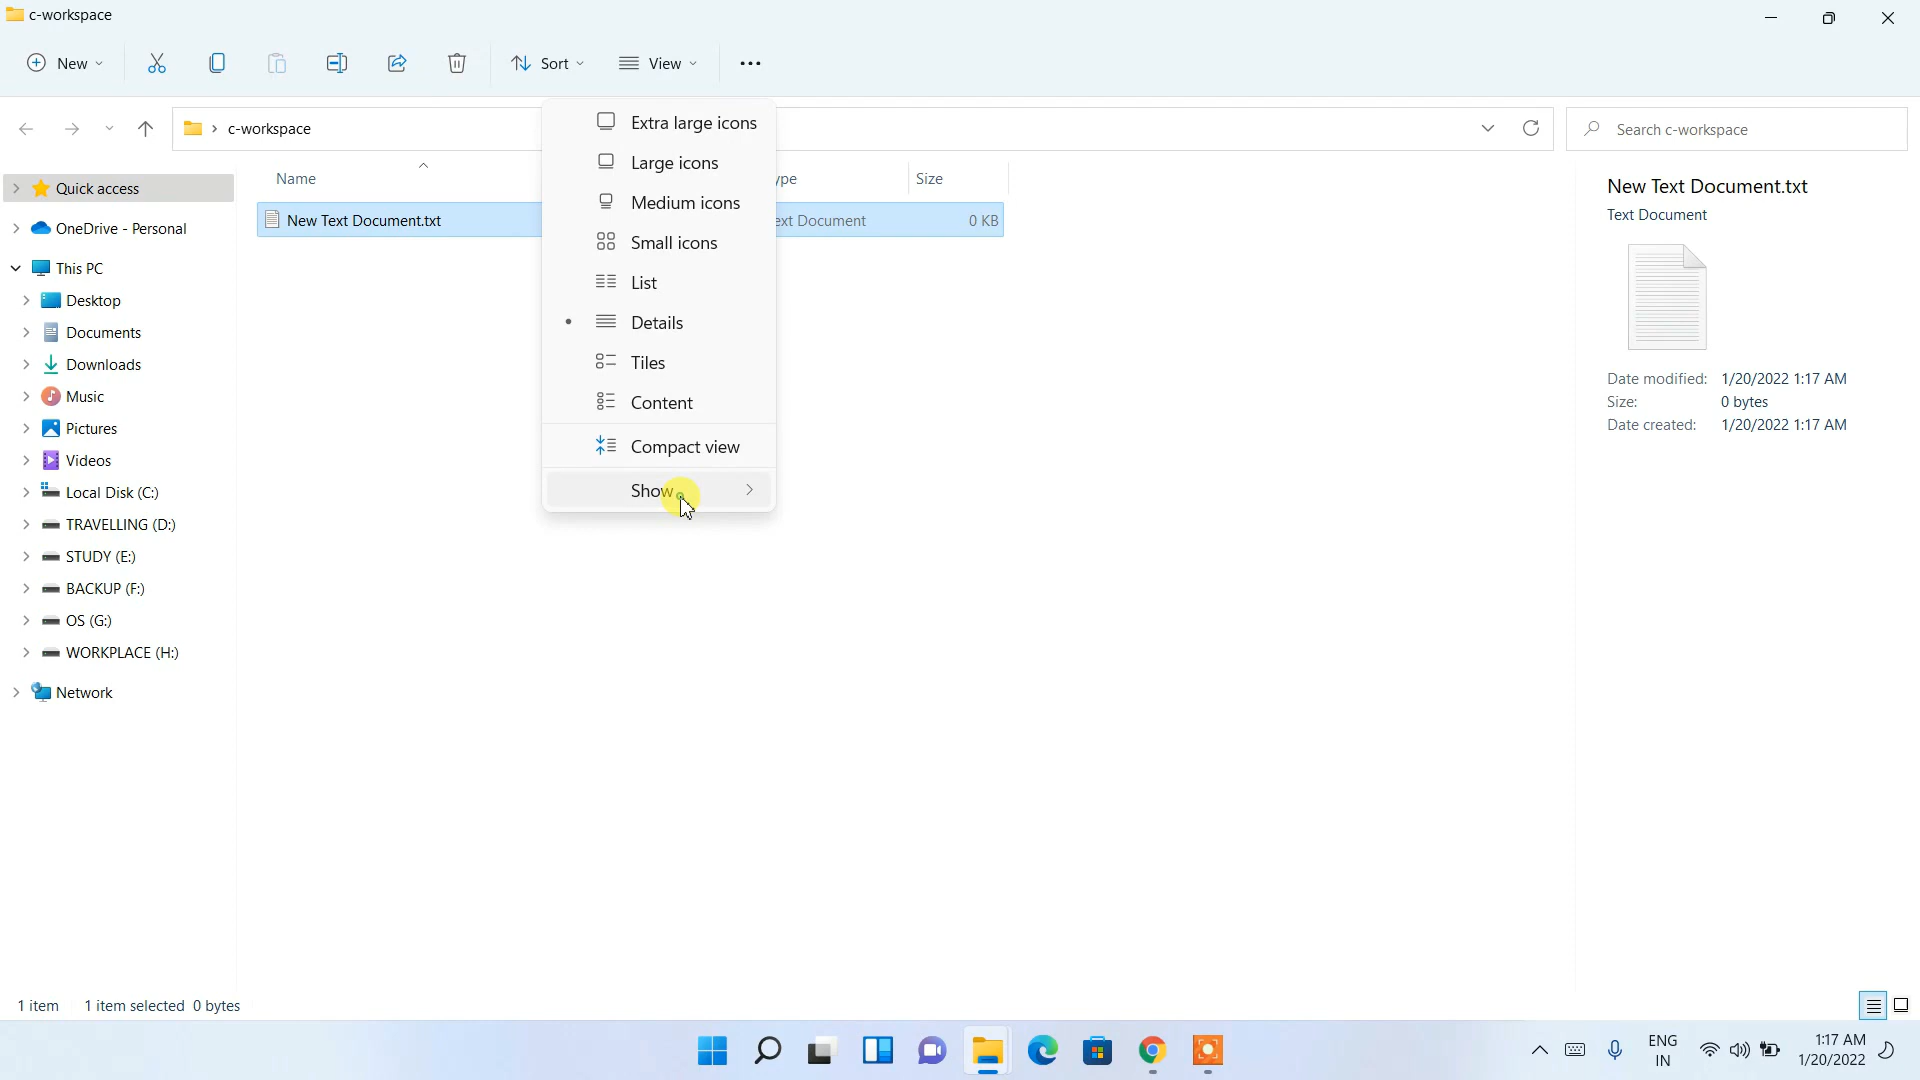 c-workspace
New
Sort
View
c-workspace
Search c-workspace
Name
ype
Size
New Text Document.txt
ext Document
0 KB
Extra large icons
Large icons
Medium icons
Small icons
List
Details
Tiles
Content
Compact view
Show
Quick access
OneDrive - Personal
This PC
Desktop
Documents
Downloads
Music
Pictures
Videos
Local Disk (C:)
TRAVELLING (D:)
STUDY (E:)
BACKUP (F:)
OS (G:)
WORKPLACE (H:)
Network
New Text Document.txt
Text Document
Date modified: 1/20/2022 1:17 AM
Size: 0 bytes
Date created: 1/20/2022 1:17 AM
1 item 1 item selected 0 bytes
ENG
IN
1:17 AM
1/20/2022